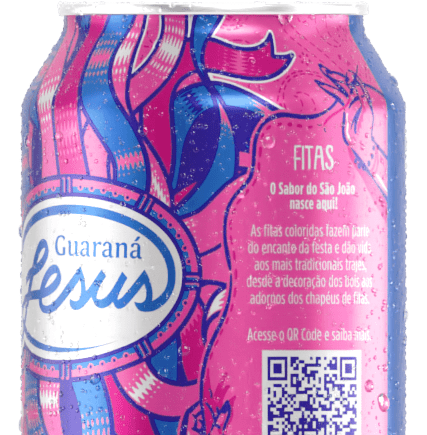 Guaraná
Jesus
FITAS
O Sabor do São João
nasce aqui!
As fitas coloridas fazem parte
do encanto da festa e dão vida
aos mais tradicionais trajes,
desde a decoração dos bois aos
adornos dos chapéus de fitas.
Acesse o QR Code e saiba mais.